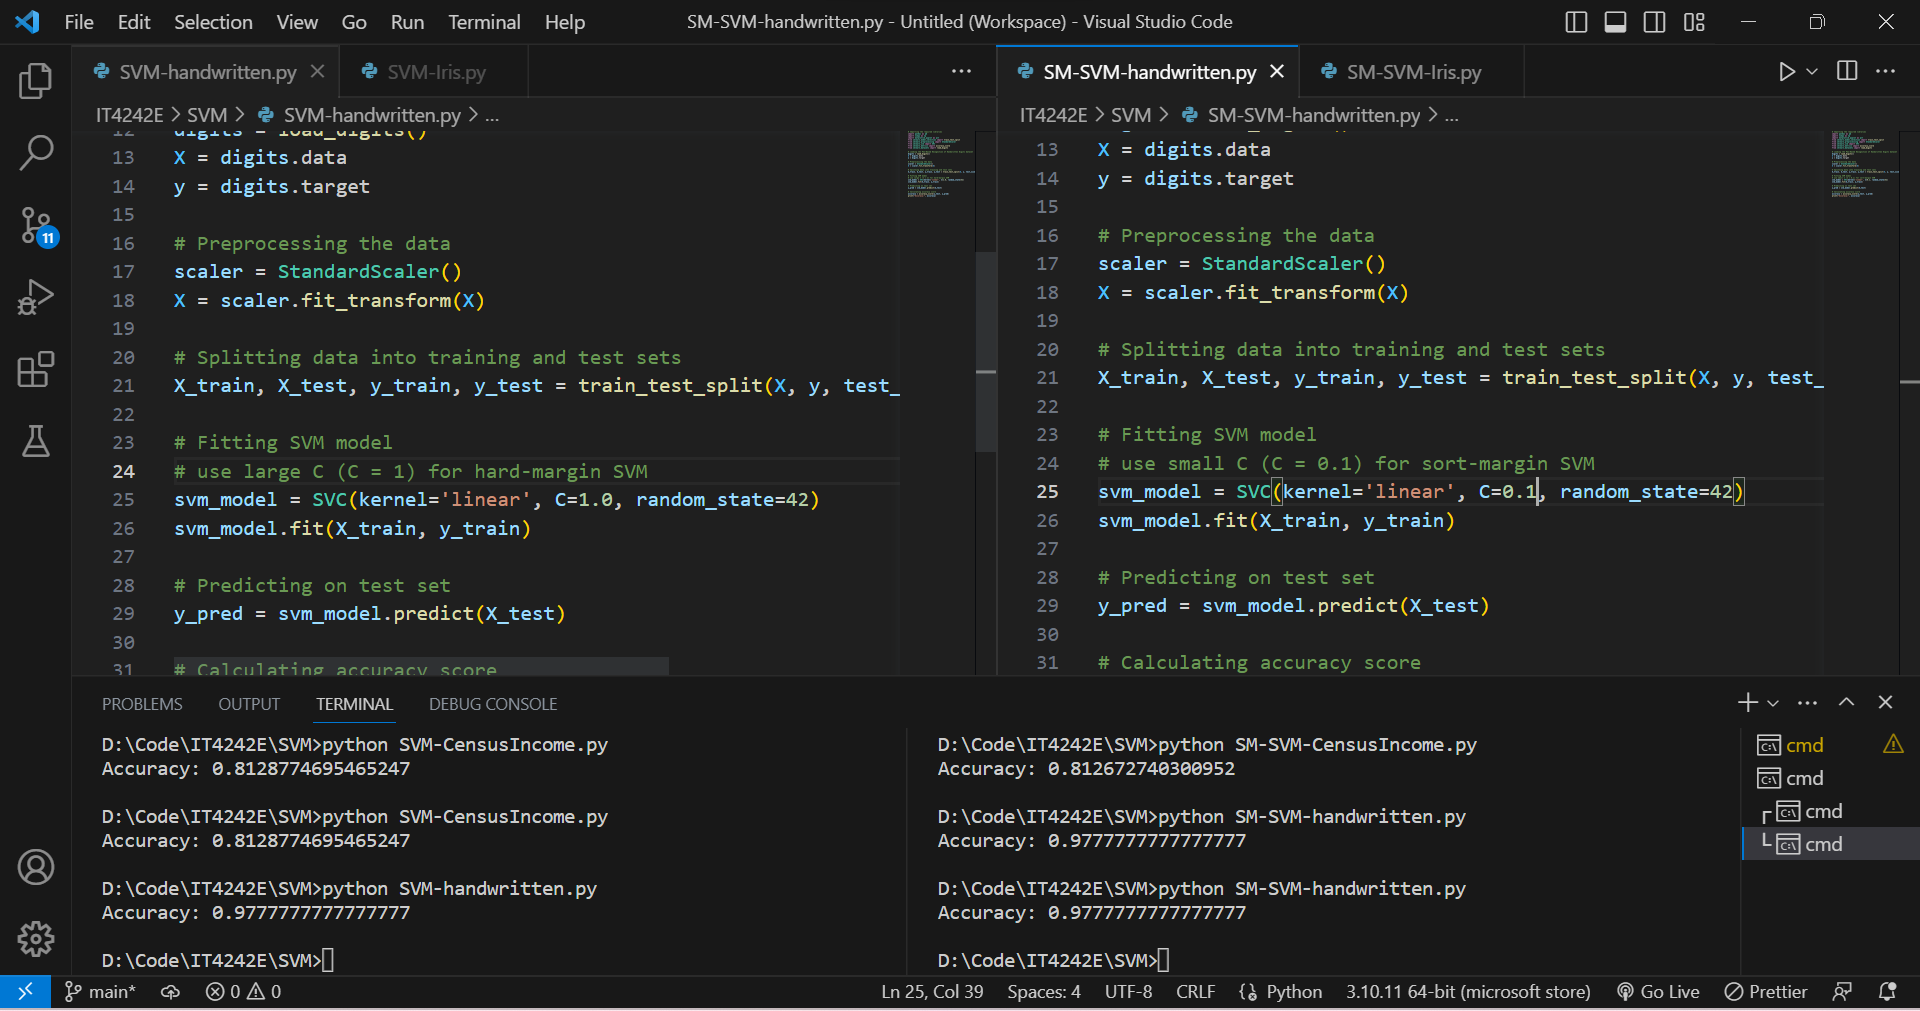 File Edit Selection View Go Run Terminal Help SM-SVM-handwritten.py - Untitled (Workspace) - Visual Studio Code
SVM-handwritten.py SVM-Iris.py ...
IT4242E > SVM > SVM-handwritten.py > ...
12 digits = load_digits()
13 X = digits.data
14 y = digits.target
15
16 # Preprocessing the data
17 scaler = StandardScaler()
18 X = scaler.fit_transform(X)
19
20 # Splitting data into training and test sets
21 X_train, X_test, y_train, y_test = train_test_split(X, y, test_
22
23 # Fitting SVM model
24 # use large C (C = 1) for hard-margin SVM
25 svm_model = SVC(kernel='linear', C=1.0, random_state=42)
26 svm_model.fit(X_train, y_train)
27
28 # Predicting on test set
29 y_pred = svm_model.predict(X_test)
30
31 # Calculating accuracy score
SM-SVM-handwritten.py SM-SVM-Iris.py ...
IT4242E > SVM > SM-SVM-handwritten.py > ...
13 X = digits.data
14 y = digits.target
15
16 # Preprocessing the data
17 scaler = StandardScaler()
18 X = scaler.fit_transform(X)
19
20 # Splitting data into training and test sets
21 X_train, X_test, y_train, y_test = train_test_split(X, y, test_
22
23 # Fitting SVM model
24 # use small C (C = 0.1) for sort-margin SVM
25 svm_model = SVC(kernel='linear', C=0.1, random_state=42)
26 svm_model.fit(X_train, y_train)
27
28 # Predicting on test set
29 y_pred = svm_model.predict(X_test)
30
31 # Calculating accuracy score
11
PROBLEMS OUTPUT TERMINAL DEBUG CONSOLE
D:\Code\IT4242E\SVM>python SVM-CensusIncome.py
Accuracy: 0.8128774695465247
D:\Code\IT4242E\SVM>python SVM-CensusIncome.py
Accuracy: 0.8128774695465247
D:\Code\IT4242E\SVM>python SVM-handwritten.py
Accuracy: 0.9777777777777777
D:\Code\IT4242E\SVM>
D:\Code\IT4242E\SVM>python SM-SVM-CensusIncome.py
Accuracy: 0.812672740300952
D:\Code\IT4242E\SVM>python SM-SVM-handwritten.py
Accuracy: 0.9777777777777777
D:\Code\IT4242E\SVM>python SM-SVM-handwritten.py
Accuracy: 0.9777777777777777
D:\Code\IT4242E\SVM>
cmd
cmd
cmd
cmd
main* 0 0 Ln 25, Col 39 Spaces: 4 UTF-8 CRLF Python 3.10.11 64-bit (microsoft store) Go Live Prettier